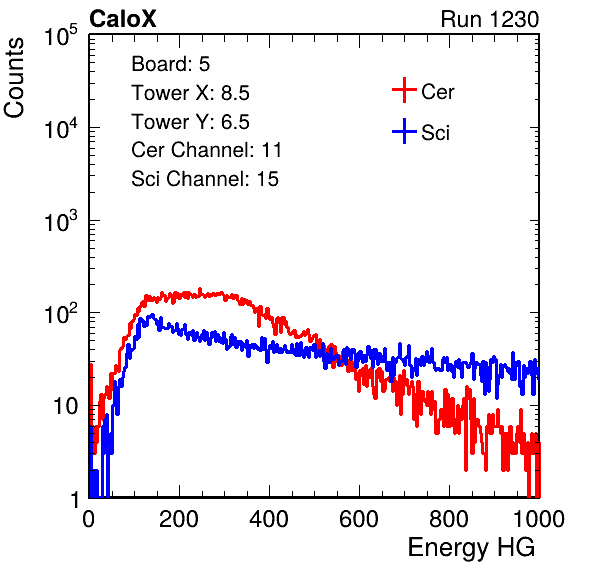 CaloX Run 1230
Counts
10^5
10^4
10^3
10^2
10
1
Board: 5
Tower X: 8.5
Tower Y: 6.5
Cer Channel: 11
Sci Channel: 15
Cer
Sci
0 200 400 600 800 1000
Energy HG